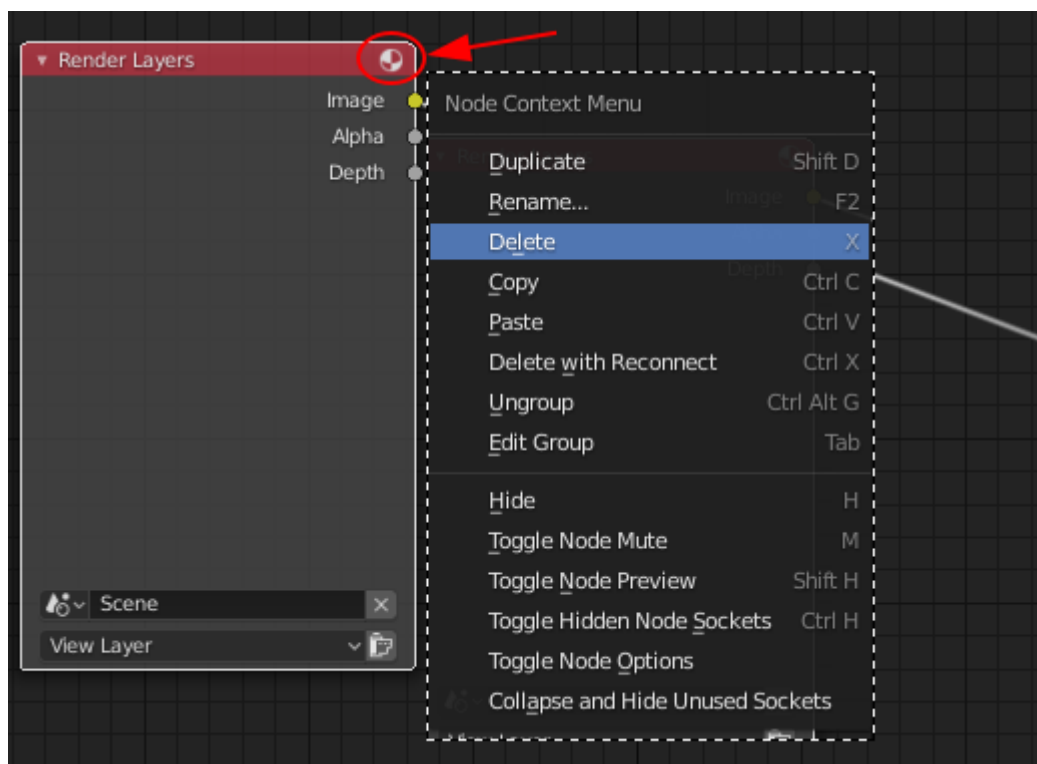 Render Layers
Image
Alpha
Depth
Scene
View Layer
Node Context Menu
Duplicate Shift D
Rename... F2
Delete X
Copy Ctrl C
Paste Ctrl V
Delete with Reconnect Ctrl X
Ungroup Ctrl Alt G
Edit Group Tab
Hide H
Toggle Node Mute M
Toggle Node Preview Shift H
Toggle Hidden Node Sockets Ctrl H
Toggle Node Options
Collapse and Hide Unused Sockets
Image
Depth